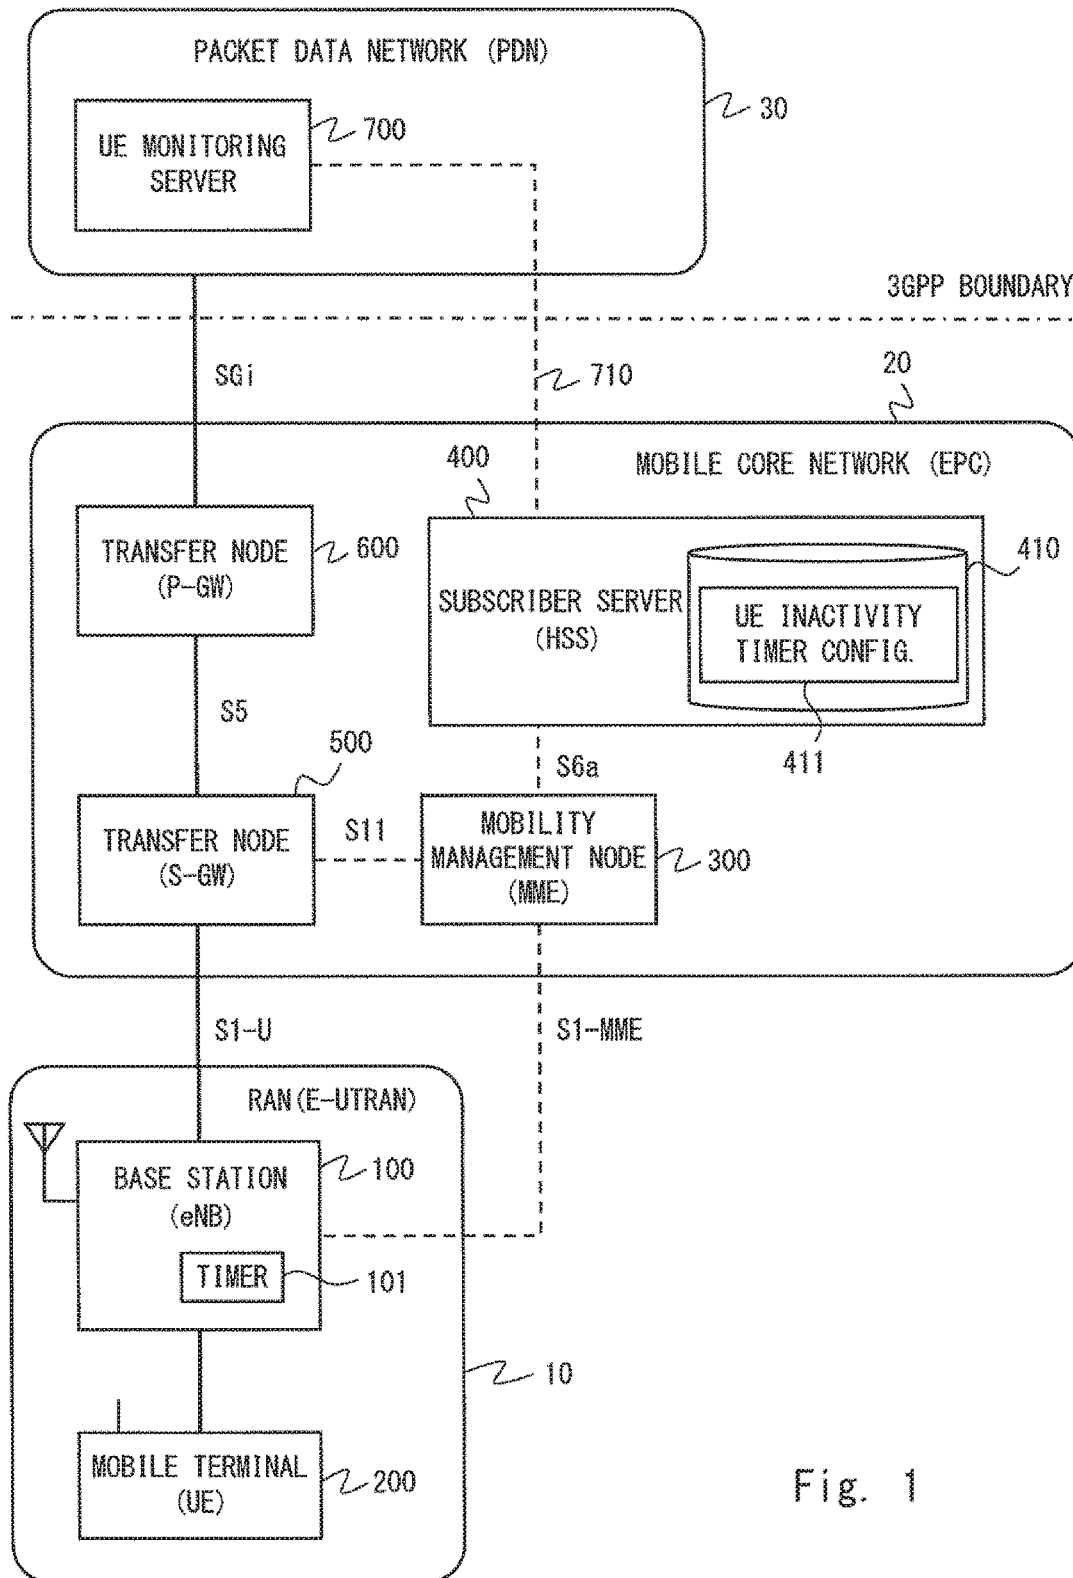 PACKET DATA NETWORK (PDN)
UE MONITORING
SERVER
700
30
3GPP BOUNDARY
SGi
710
20
MOBILE CORE NETWORK (EPC)
400
TRANSFER NODE
(P-GW)
600
SUBSCRIBER SERVER
(HSS)
410
UE INACTIVITY
TIMER CONFIG.
411
S5
500
S6a
TRANSFER NODE
(S-GW)
S11
MOBILITY
MANAGEMENT NODE
(MME)
300
S1-U
S1-MME
RAN(E-UTRAN)
BASE STATION
(eNB)
100
TIMER
101
10
MOBILE TERMINAL
(UE)
200
Fig. 1